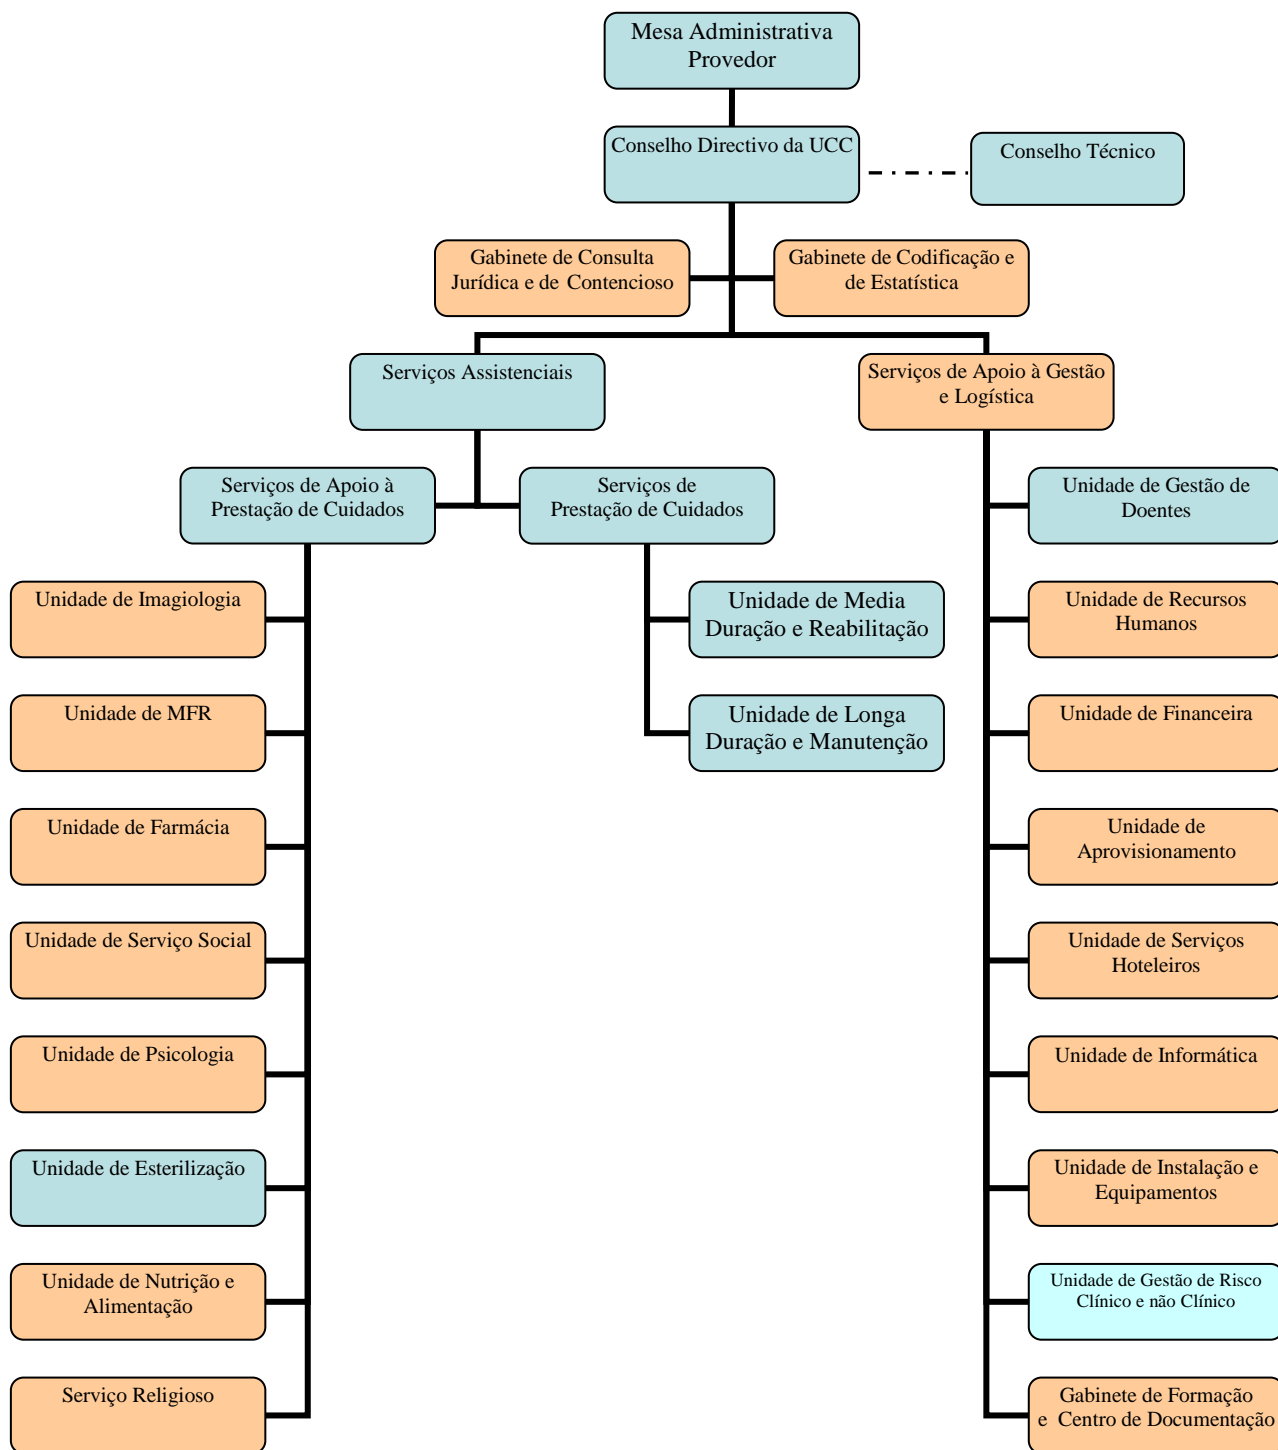 Mesa Administrativa
Provedor
Conselho Directivo da UCC
Conselho Técnico
Gabinete de Consulta
Jurídica e de Contencioso
Gabinete de Codificação e
de Estatística
Serviços Assistenciais
Serviços de Apoio à Gestão
e Logística
Serviços de Apoio à
Prestação de Cuidados
Serviços de
Prestação de Cuidados
Unidade de Gestão de
Doentes
Unidade de Imagiologia
Unidade de Media
Duração e Reabilitação
Unidade de Recursos
Humanos
Unidade de MFR
Unidade de Longa
Duração e Manutenção
Unidade de Financeira
Unidade de Farmácia
Unidade de
Aprovisionamento
Unidade de Serviço Social
Unidade de Serviços
Hoteleiros
Unidade de Psicologia
Unidade de Informática
Unidade de Esterilização
Unidade de Instalação e
Equipamentos
Unidade de Nutrição e
Alimentação
Unidade de Gestão de Risco
Clínico e não Clínico
Serviço Religioso
Gabinete de Formação
e Centro de Documentação